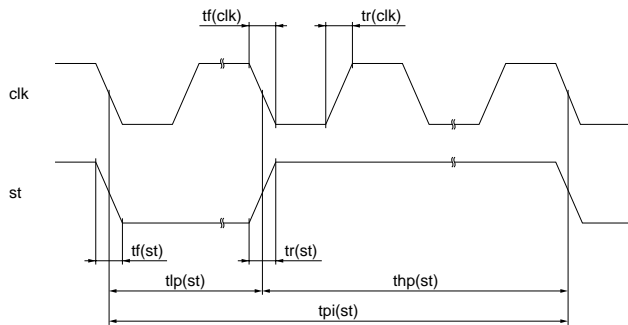 tf(clk) tr(clk)
clk
st
tf(st) tr(st)
tlp(st) thp(st)
tpi(st)